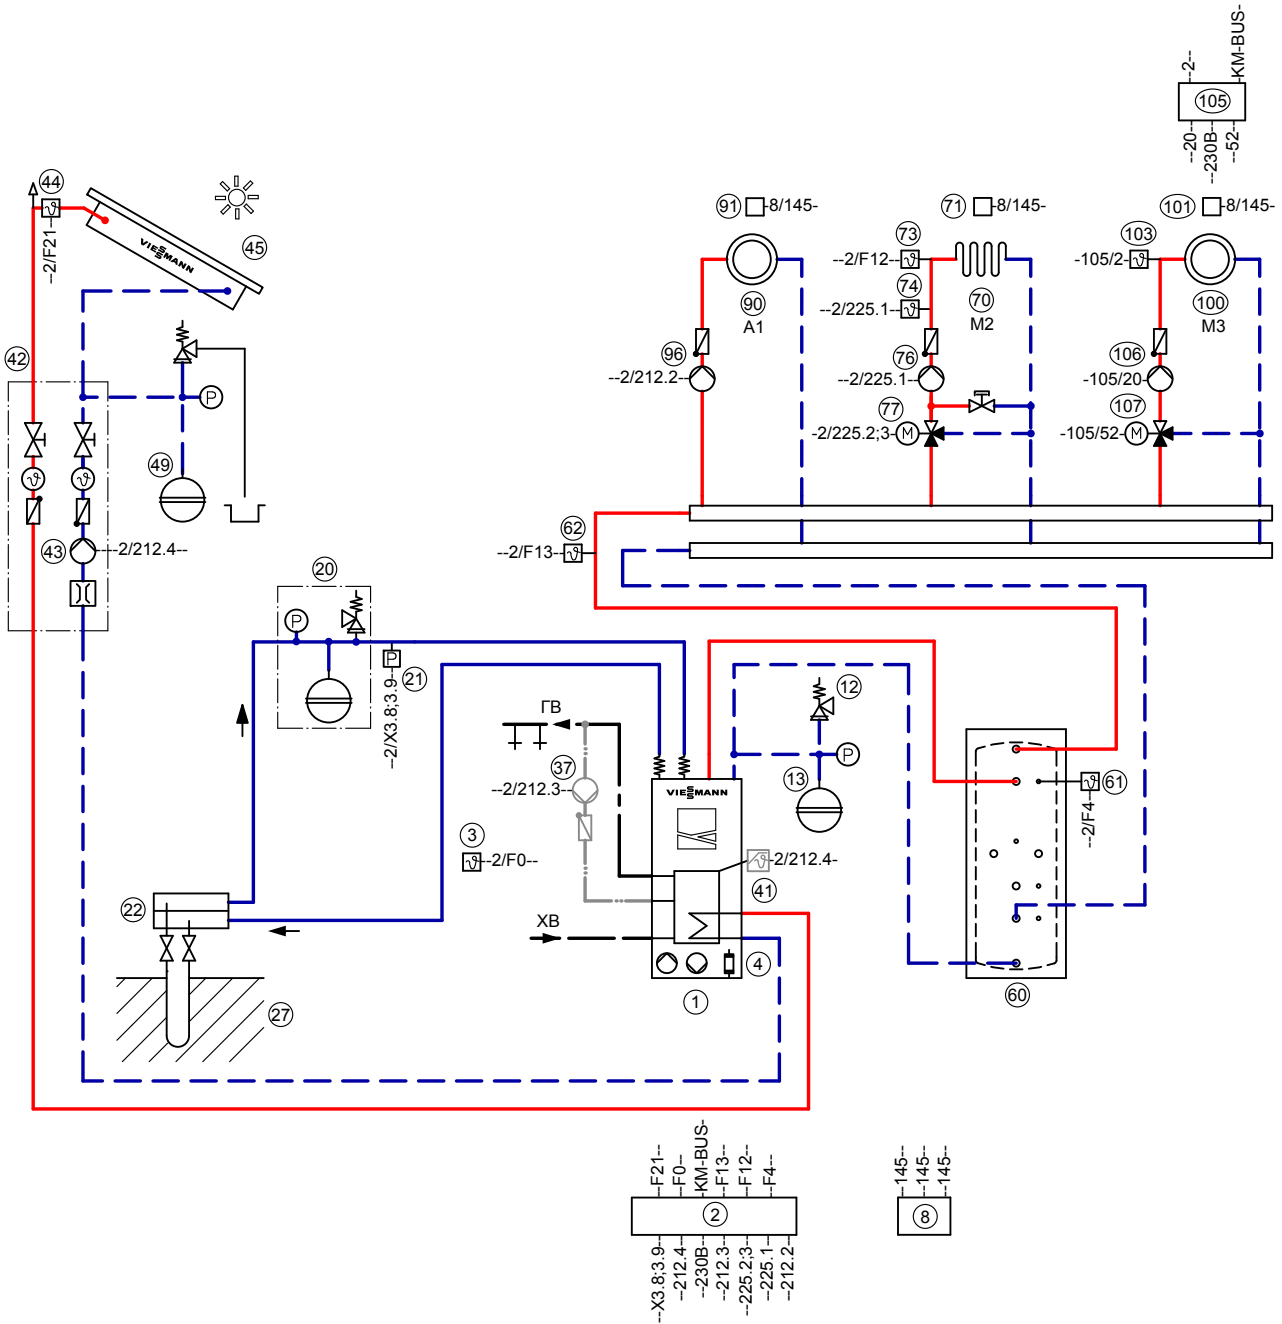 --2--
KM-BUS-
105
--20--
--230B--
--52--
44
--2/F21--
VIESSMANN
45
42
P
49
43
--2/212.4--
91
-8/145-
90
A1
96
--2/212.2--
71
-8/145-
73
--2/F12--
74
--2/225.1--
70
M2
76
--2/225.1--
77
-2/225.2;3--
M
101
-8/145-
103
-105/2-
100
M3
106
-105/20-
107
-105/52-
M
62
--2/F13--
20
P
P
21
--2/X3.8;3.9--
ГВ
37
--2/212.3--
12
P
13
VIESSMANN
3
--2/F0--
--2/212.4-
41
61
--2/F4--
22
ХВ
4
1
60
27
--F21--
--F0--
-KM-BUS-
--F13--
--F12--
--F4--
2
--X3.8;3.9--
--212.4--
--230B--
--212.3--
--225.2;3--
--225.1--
--212.2--
--145--
--145--
--145--
8